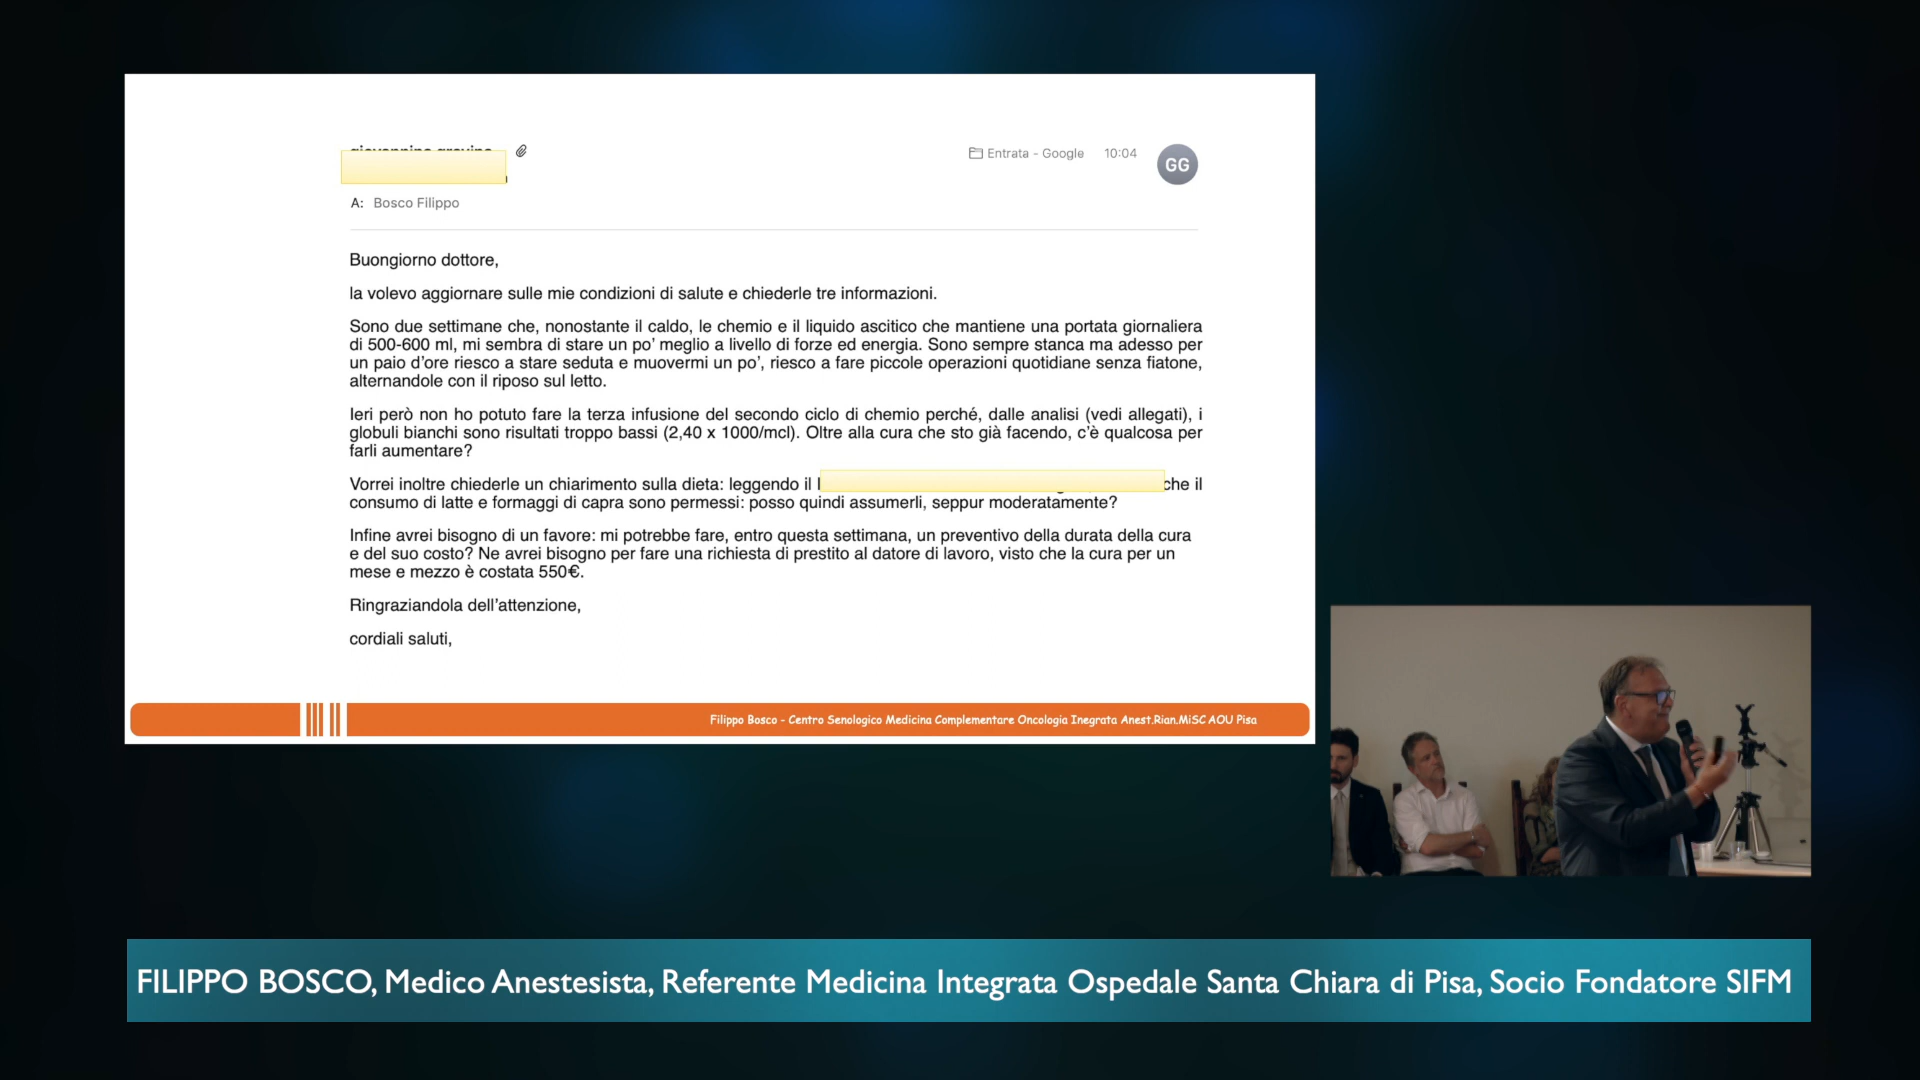 Entrata - Google 10:04 GG
A: Bosco Filippo
Buongiorno dottore,
la volevo aggiornare sulle mie condizioni di salute e chiederle tre informazioni.
Sono due settimane che, nonostante il caldo, le chemio e il liquido ascitico che mantiene una portata giornaliera
di 500-600 ml, mi sembra di stare un po' meglio a livello di forze ed energia. Sono sempre stanca ma adesso per
un paio d'ore riesco a stare seduta e muovermi un po', riesco a fare piccole operazioni quotidiane senza fiatone,
alternandole con il riposo sul letto.
Ieri però non ho potuto fare la terza infusione del secondo ciclo di chemio perché, dalle analisi (vedi allegati), i
globuli bianchi sono risultati troppo bassi (2,40 x 1000/mcl). Oltre alla cura che sto già facendo, c'è qualcosa per
farli aumentare?
Vorrei inoltre chiederle un chiarimento sulla dieta: leggendo il che il
consumo di latte e formaggi di capra sono permessi: posso quindi assumerli, seppur moderatamente?
Infine avrei bisogno di un favore: mi potrebbe fare, entro questa settimana, un preventivo della durata della cura
e del suo costo? Ne avrei bisogno per fare una richiesta di prestito al datore di lavoro, visto che la cura per un
mese e mezzo è costata 550€.
Ringraziandola dell'attenzione,
cordiali saluti,
Filippo Bosco - Centro Senologico Medicina Complementare Oncologia Inegrata Anest.Rian.MiSC AOU Pisa
FILIPPO BOSCO, Medico Anestesista, Referente Medicina Integrata Ospedale Santa Chiara di Pisa, Socio Fondatore SIFM